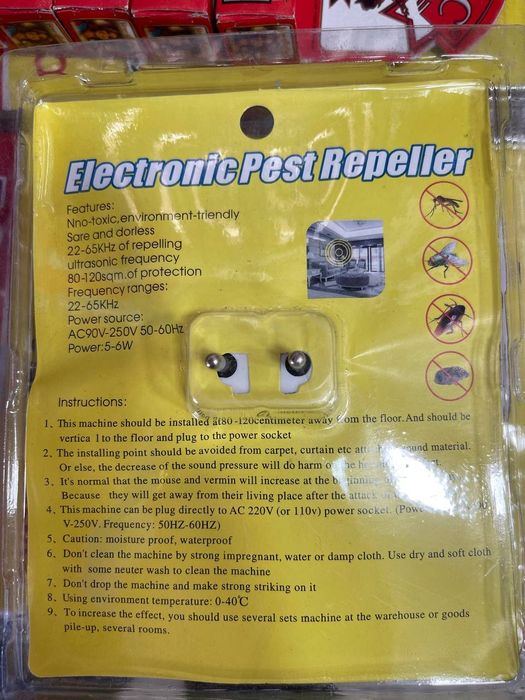 Electronic Pest Repeller
Features:
Nno-toxic,environment-triendly
Sare and dorless
22-65KHz of repelling
ultrasonic frequency
80-120sqm.of protection
Frequency ranges:
22-65KHz
Power source:
AC90V-250V 50-60Hz
Power:5-6W
Instructions:
1、This machine should be installed at80 -120centimeter away from the floor.And should be
vertica l to the floor and plug to the power socket
2、The installing point should be avoided from carpet, curtain etc sound material.
Or else, the decrease of the sound pressure will do harm
3、It's normal that the mouse and vermin will increase at the
Because they will get away from their living place after the attack
4、This machine can be plug directly to AC 220V (or 110v) power socket.
V-250V. Frequency: 50HZ-60HZ)
5、Caution: moisture proof, waterproof
6、Don't clean the machine by strong impregnant, water or damp cloth. Use dry and soft cloth
with some neuter wash to clean the machine
7、Don't drop the machine and make strong striking on it
8、Using environment temperature: 0-40℃
9、To increase the effect, you should use several sets machine at the warehouse or goods
pile-up, several rooms.